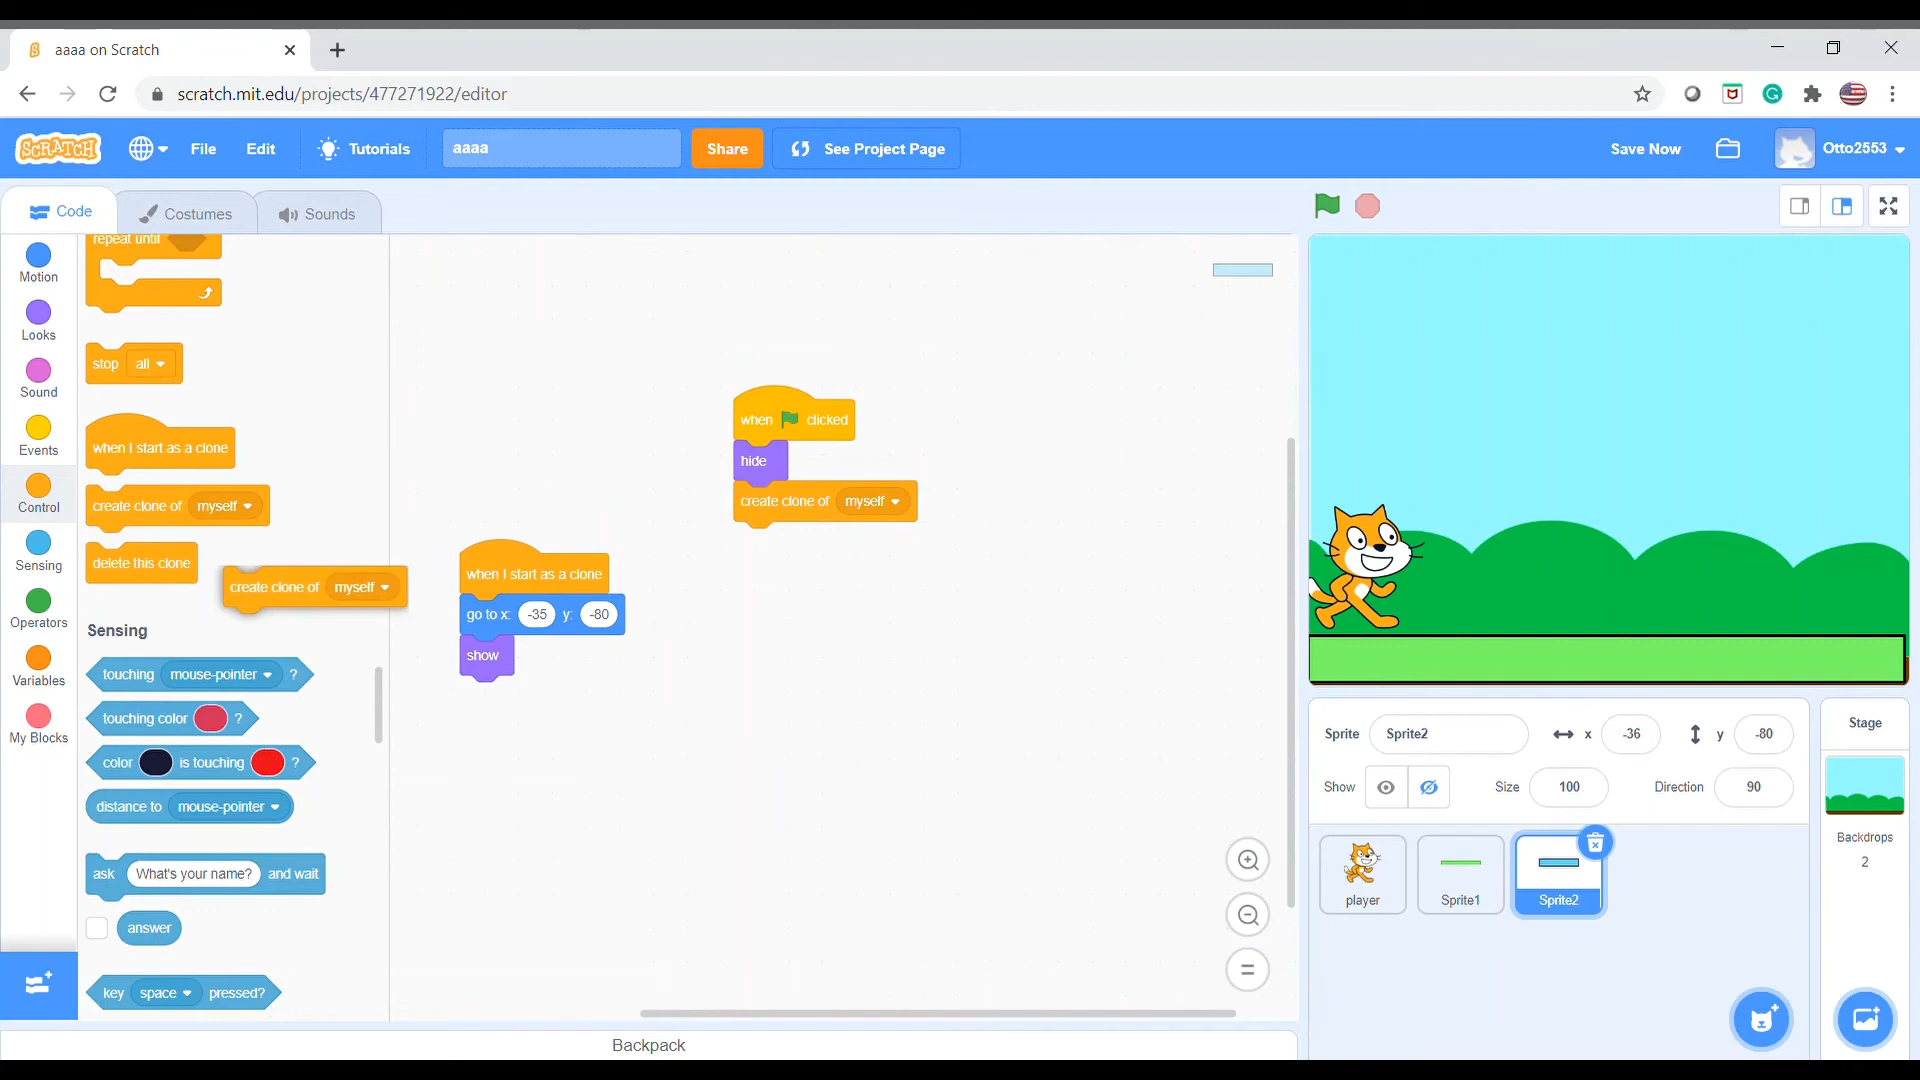 aaaa on Scratch
scratch.mit.edu/projects/477271922/editor
SCRATCH
File
Edit
Tutorials
aaaa
Share
See Project Page
Save Now
Otto2553
Code
Costumes
Sounds
Motion
Looks
Sound
Events
Control
Sensing
Operators
Variables
My Blocks
repeat until
stop all
when I start as a clone
create clone of myself
delete this clone
create clone of myself
Sensing
touching mouse-pointer ?
touching color ?
color is touching ?
distance to mouse-pointer
ask What's your name? and wait
answer
key space pressed?
when clicked
hide
create clone of myself
when I start as a clone
go to x: -35 y: -80
show
Backpack
Sprite Sprite2 x -36 y -80
Show Size 100 Direction 90
player
Sprite1
Sprite2
Stage
Backdrops
2